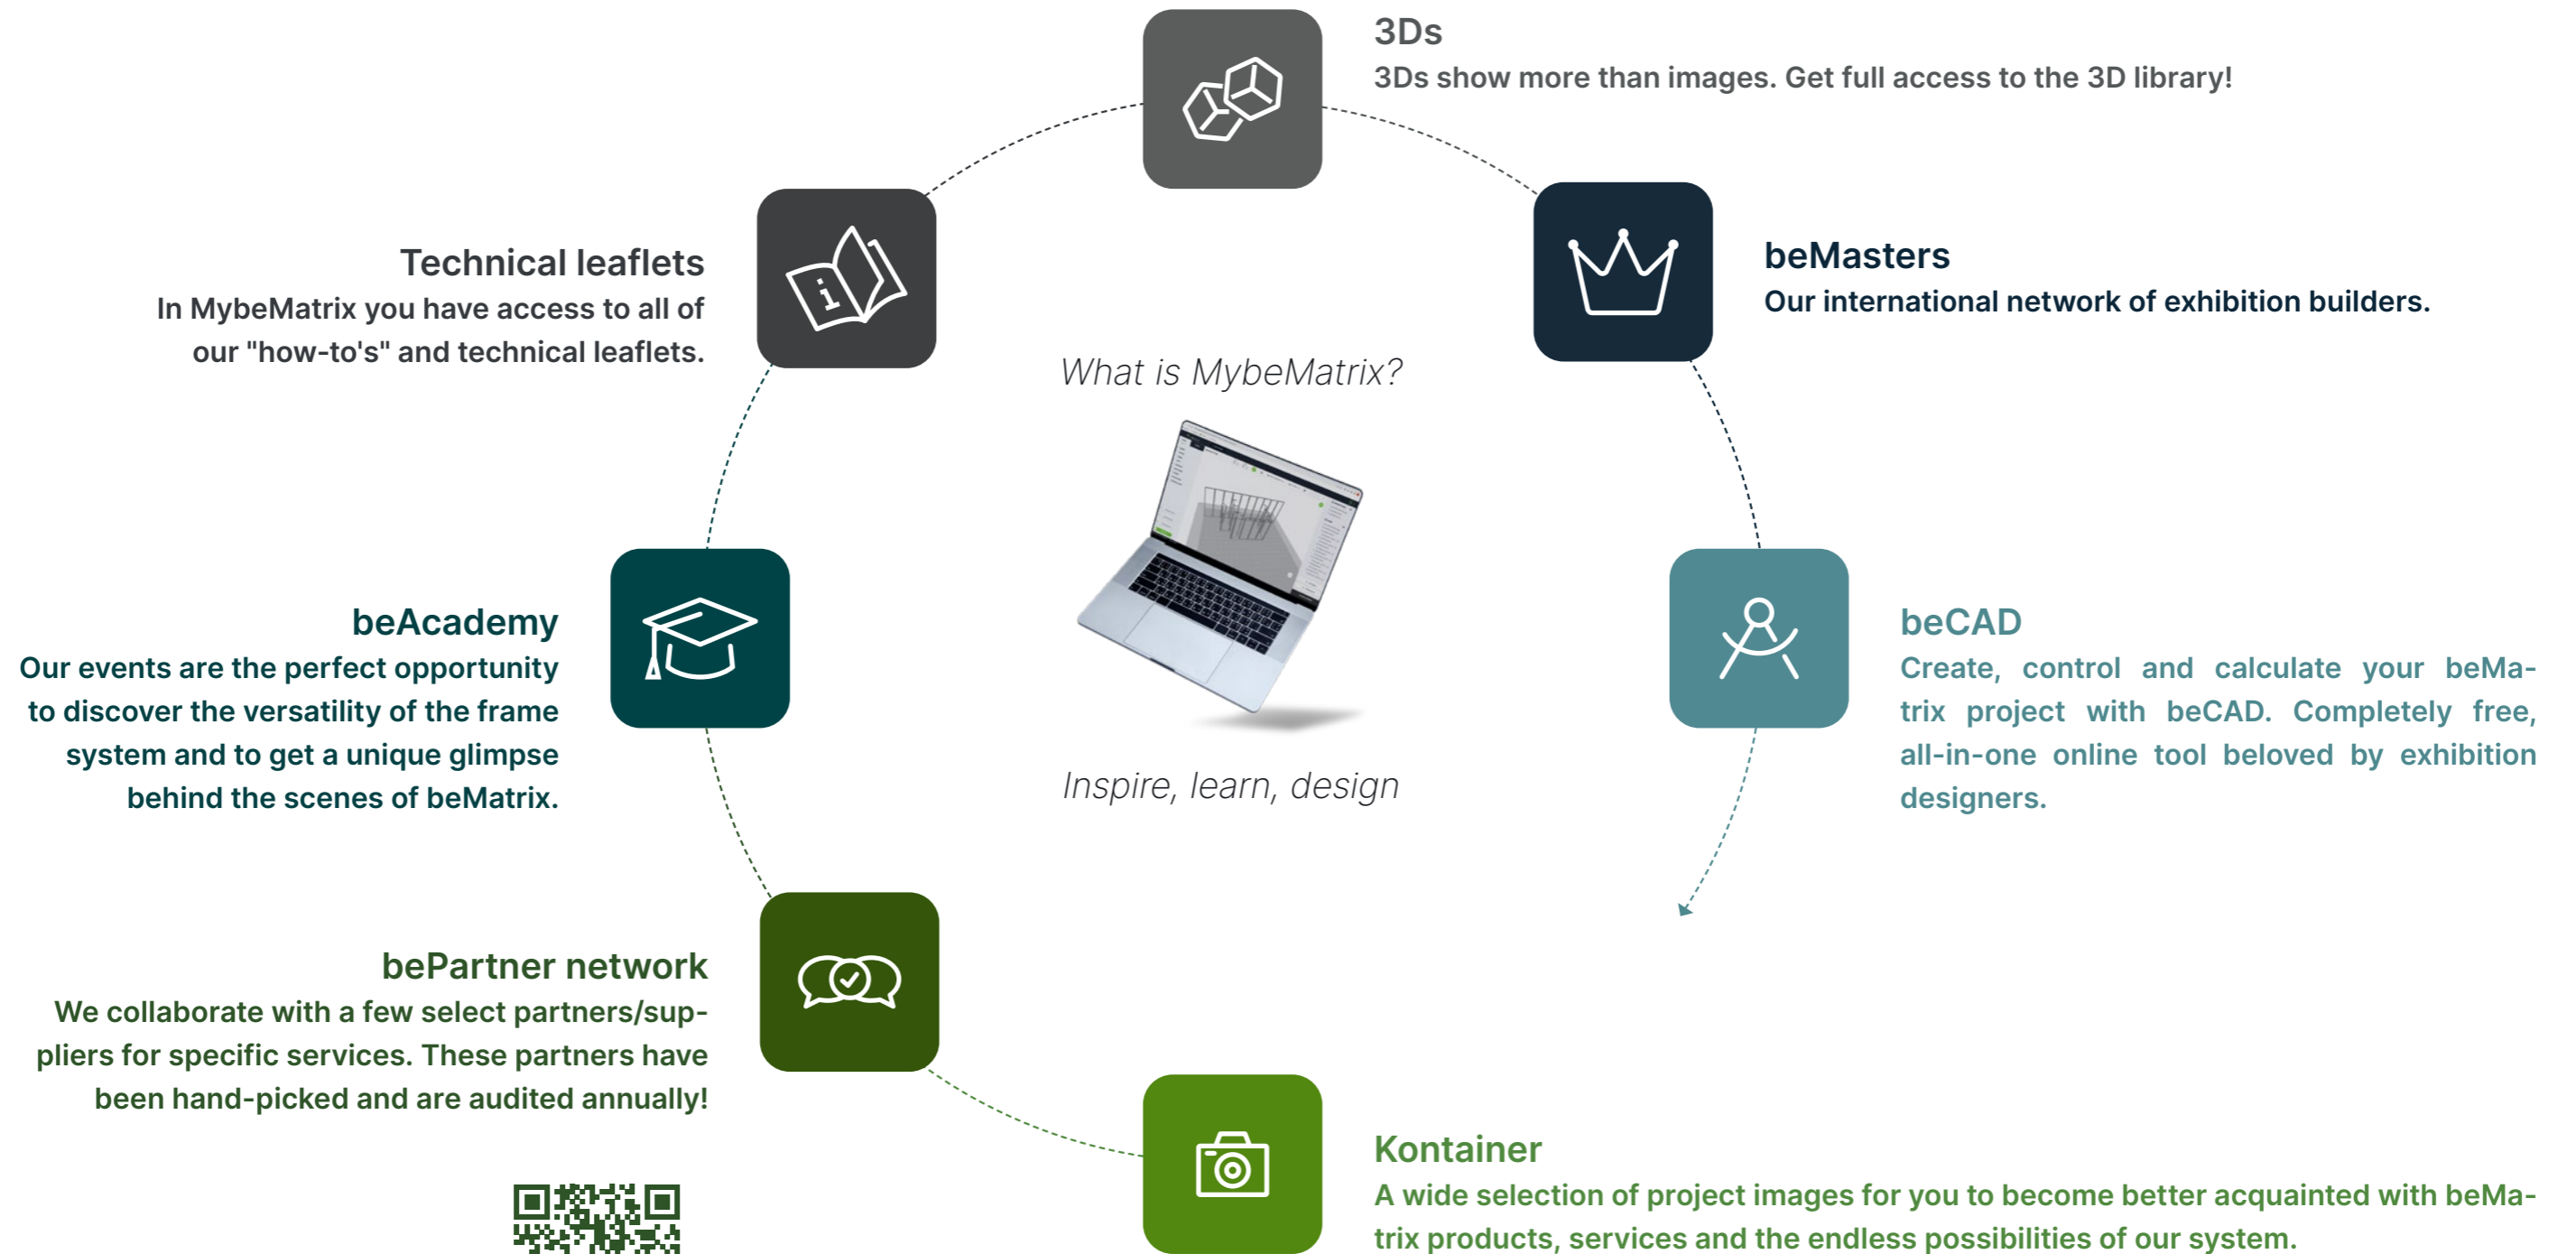 3Ds
3Ds show more than images. Get full access to the 3D library!
Technical leaflets
In MybeMatrix you have access to all of
our "how-to's" and technical leaflets.
beMasters
Our international network of exhibition builders.
What is MybeMatrix?
Inspire, learn, design
beAcademy
Our events are the perfect opportunity
to discover the versatility of the frame
system and to get a unique glimpse
behind the scenes of beMatrix.
beCAD
Create, control and calculate your beMa-
trix project with beCAD. Completely free,
all-in-one online tool beloved by exhibition
designers.
bePartner network
We collaborate with a few select partners/sup-
pliers for specific services. These partners have
been hand-picked and are audited annually!
Kontainer
A wide selection of project images for you to become better acquainted with beMa-
trix products, services and the endless possibilities of our system.